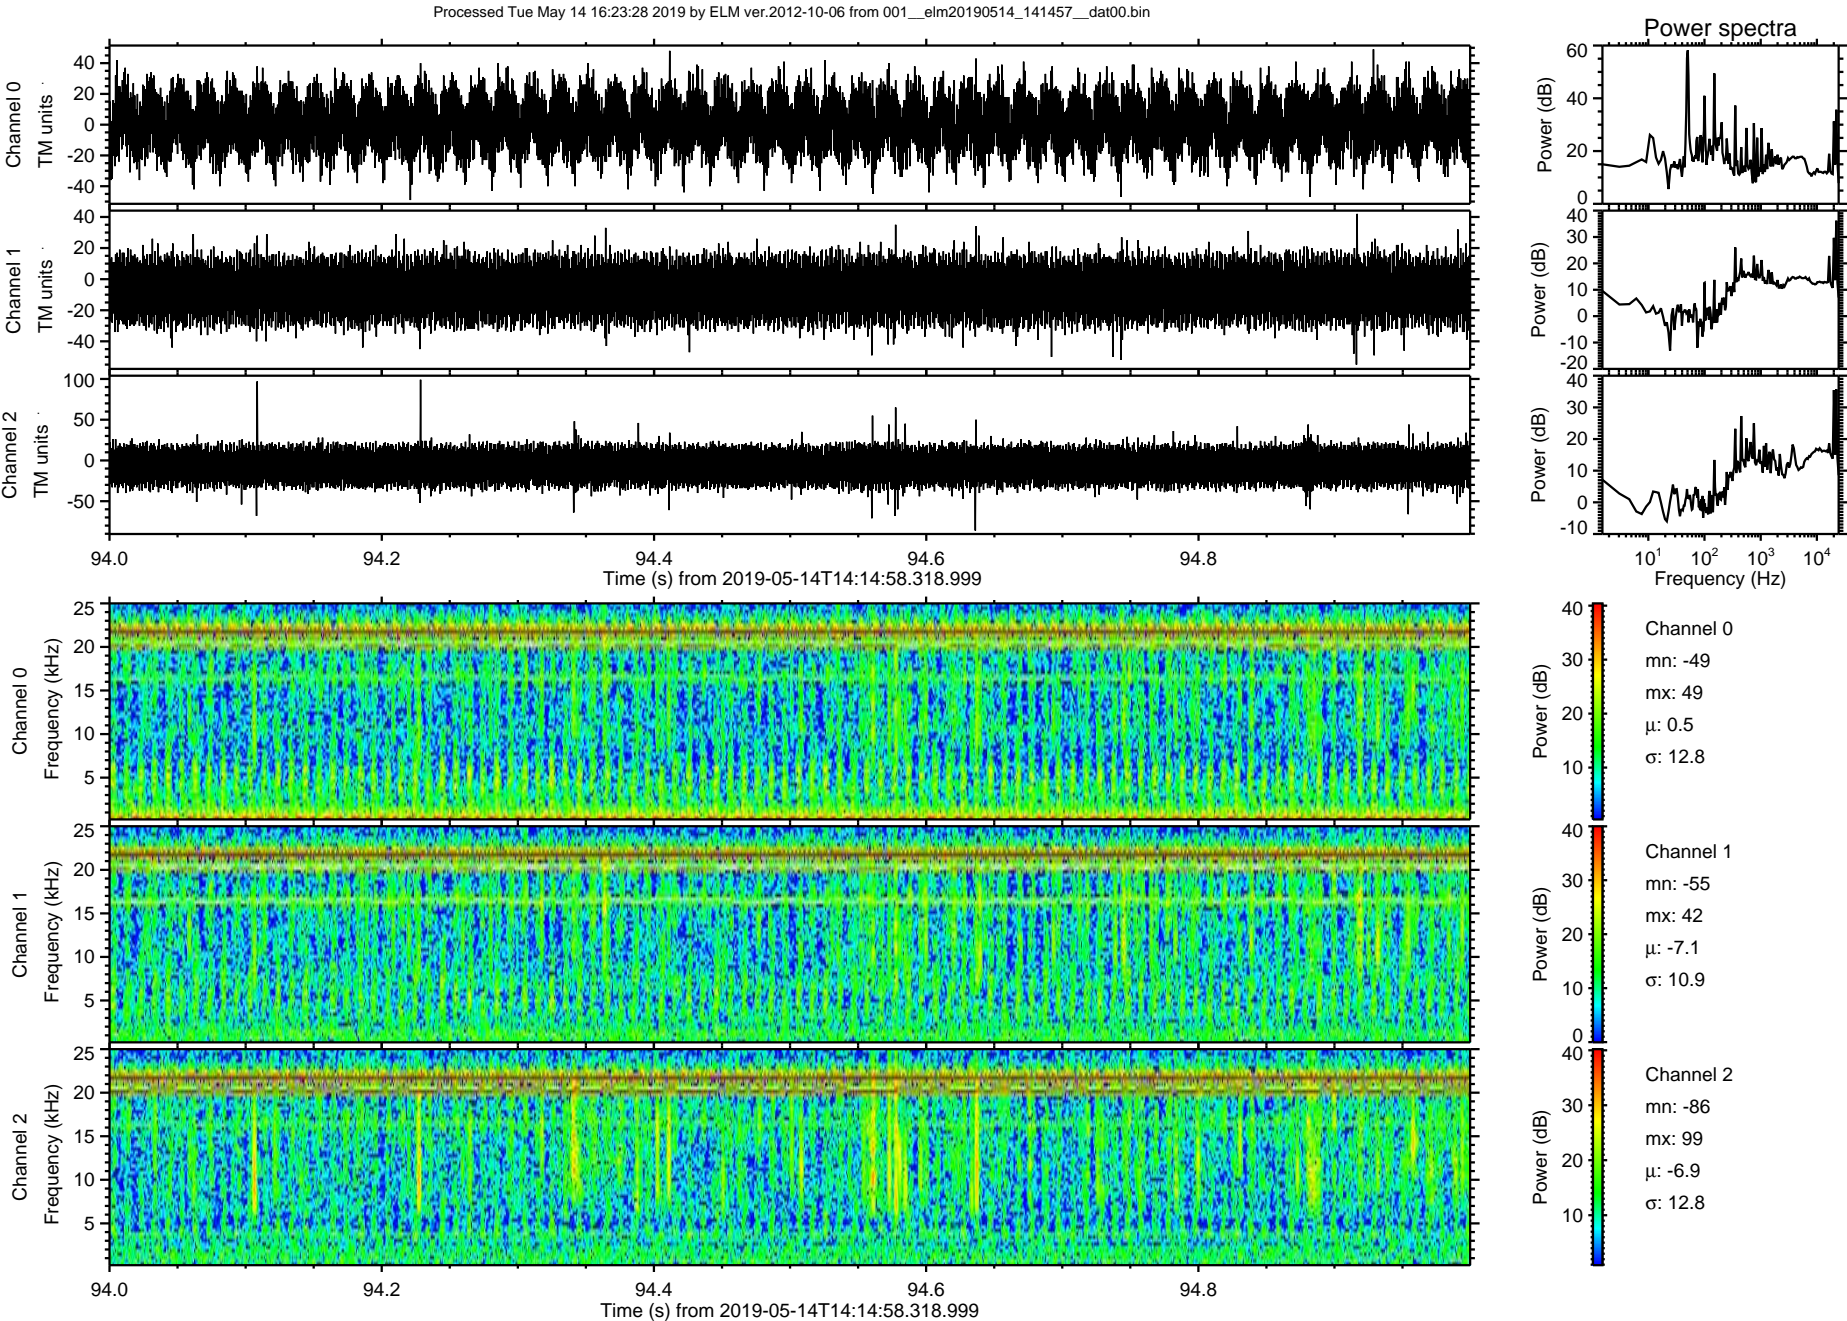 Processed Tue May 14 16:23:28 2019 by ELM ver.2012-10-06 from 001__elm20190514_141457__dat00.bin
Power spectra
Channel 0
TM units
40
20
0
-20
-40
Power (dB)
60
40
20
0
Channel 1
TM units
40
20
0
-20
-40
Power (dB)
40
30
20
10
0
-10
-20
Channel 2
TM units
100
50
0
-50
Power (dB)
40
30
20
10
0
-10
94.0 94.2 94.4 94.6 94.8
Time (s) from 2019-05-14T14:14:58.318.999
10^1 10^2 10^3 10^4
Frequency (Hz)
Channel 0
Frequency (kHz)
25
20
15
10
5
Power (dB)
40
30
20
10
Channel 0
mn: -49
mx: 49
μ: 0.5
σ: 12.8
Channel 1
Frequency (kHz)
25
20
15
10
5
Power (dB)
40
30
20
10
0
Channel 1
mn: -55
mx: 42
μ: -7.1
σ: 10.9
Channel 2
Frequency (kHz)
25
20
15
10
5
Power (dB)
40
30
20
10
Channel 2
mn: -86
mx: 99
μ: -6.9
σ: 12.8
94.0 94.2 94.4 94.6 94.8
Time (s) from 2019-05-14T14:14:58.318.999